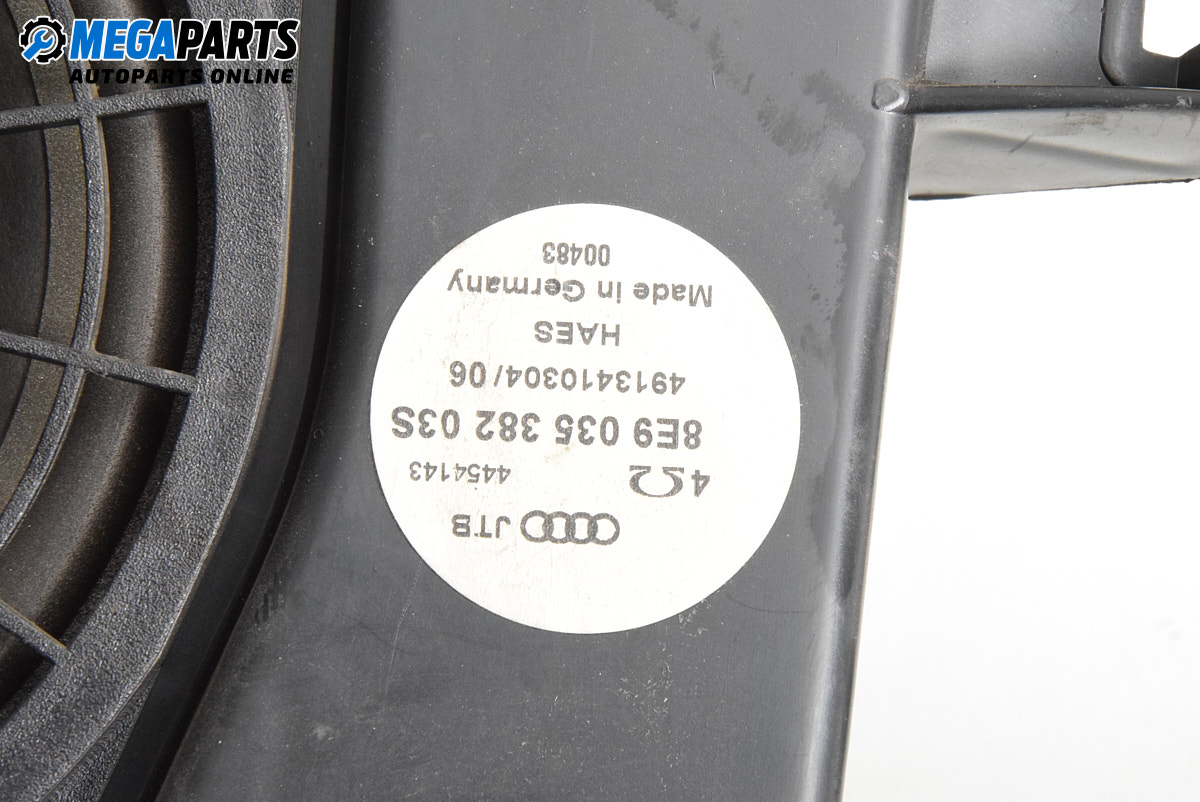 MEGAPARTS
AUTOPARTS ONLINE
JTB
4Ω 4454143
8E9 035 382 03S
4913410304/06
HAES
Made in Germany
00483